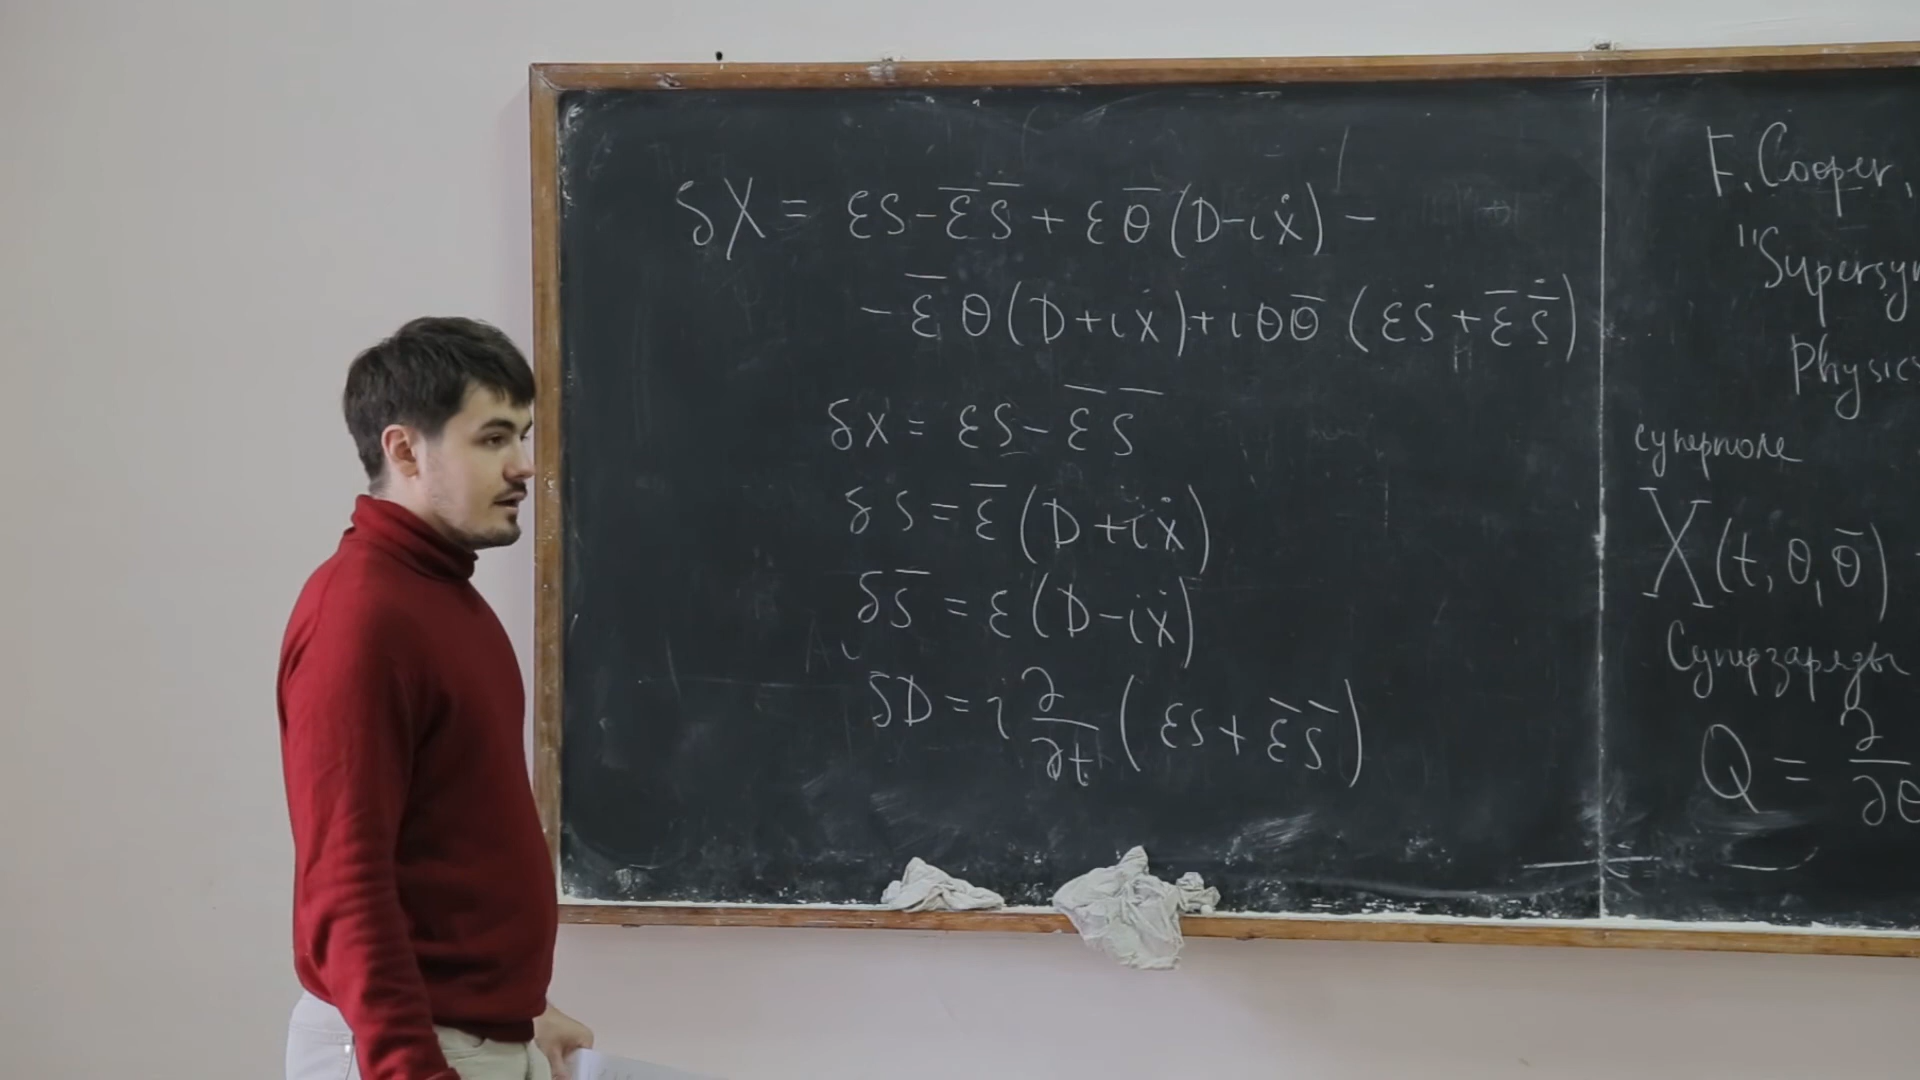 δX = εS − ε̄S̄ + εθ̄(D−iẋ) −
− ε̄θ(D+iẋ) + iθθ̄(εṠ + ε̄S̄̇)
δx = εS − ε̄S̄
δS = ε̄(D+iẋ)
δS̄ = ε(D−iẋ)
δD = i ∂/∂t (εS + ε̄S̄)
F. Cooper,
"Supersym
Physics
суперполе
X(t, θ, θ̄)
Суперзаряды
Q = ∂/∂θ